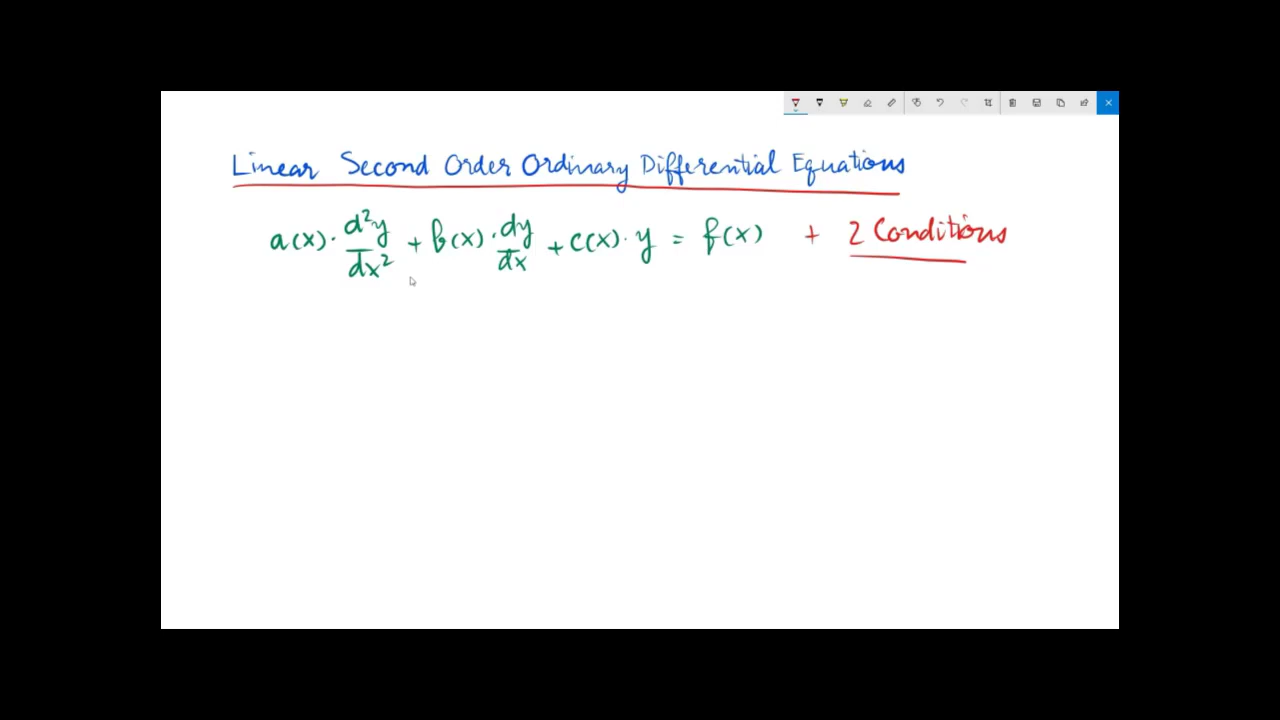 Linear Second Order Ordinary Differential Equations
a(x) · d²y/dx² + b(x) · dy/dx + c(x) · y = f(x) + 2 Conditions